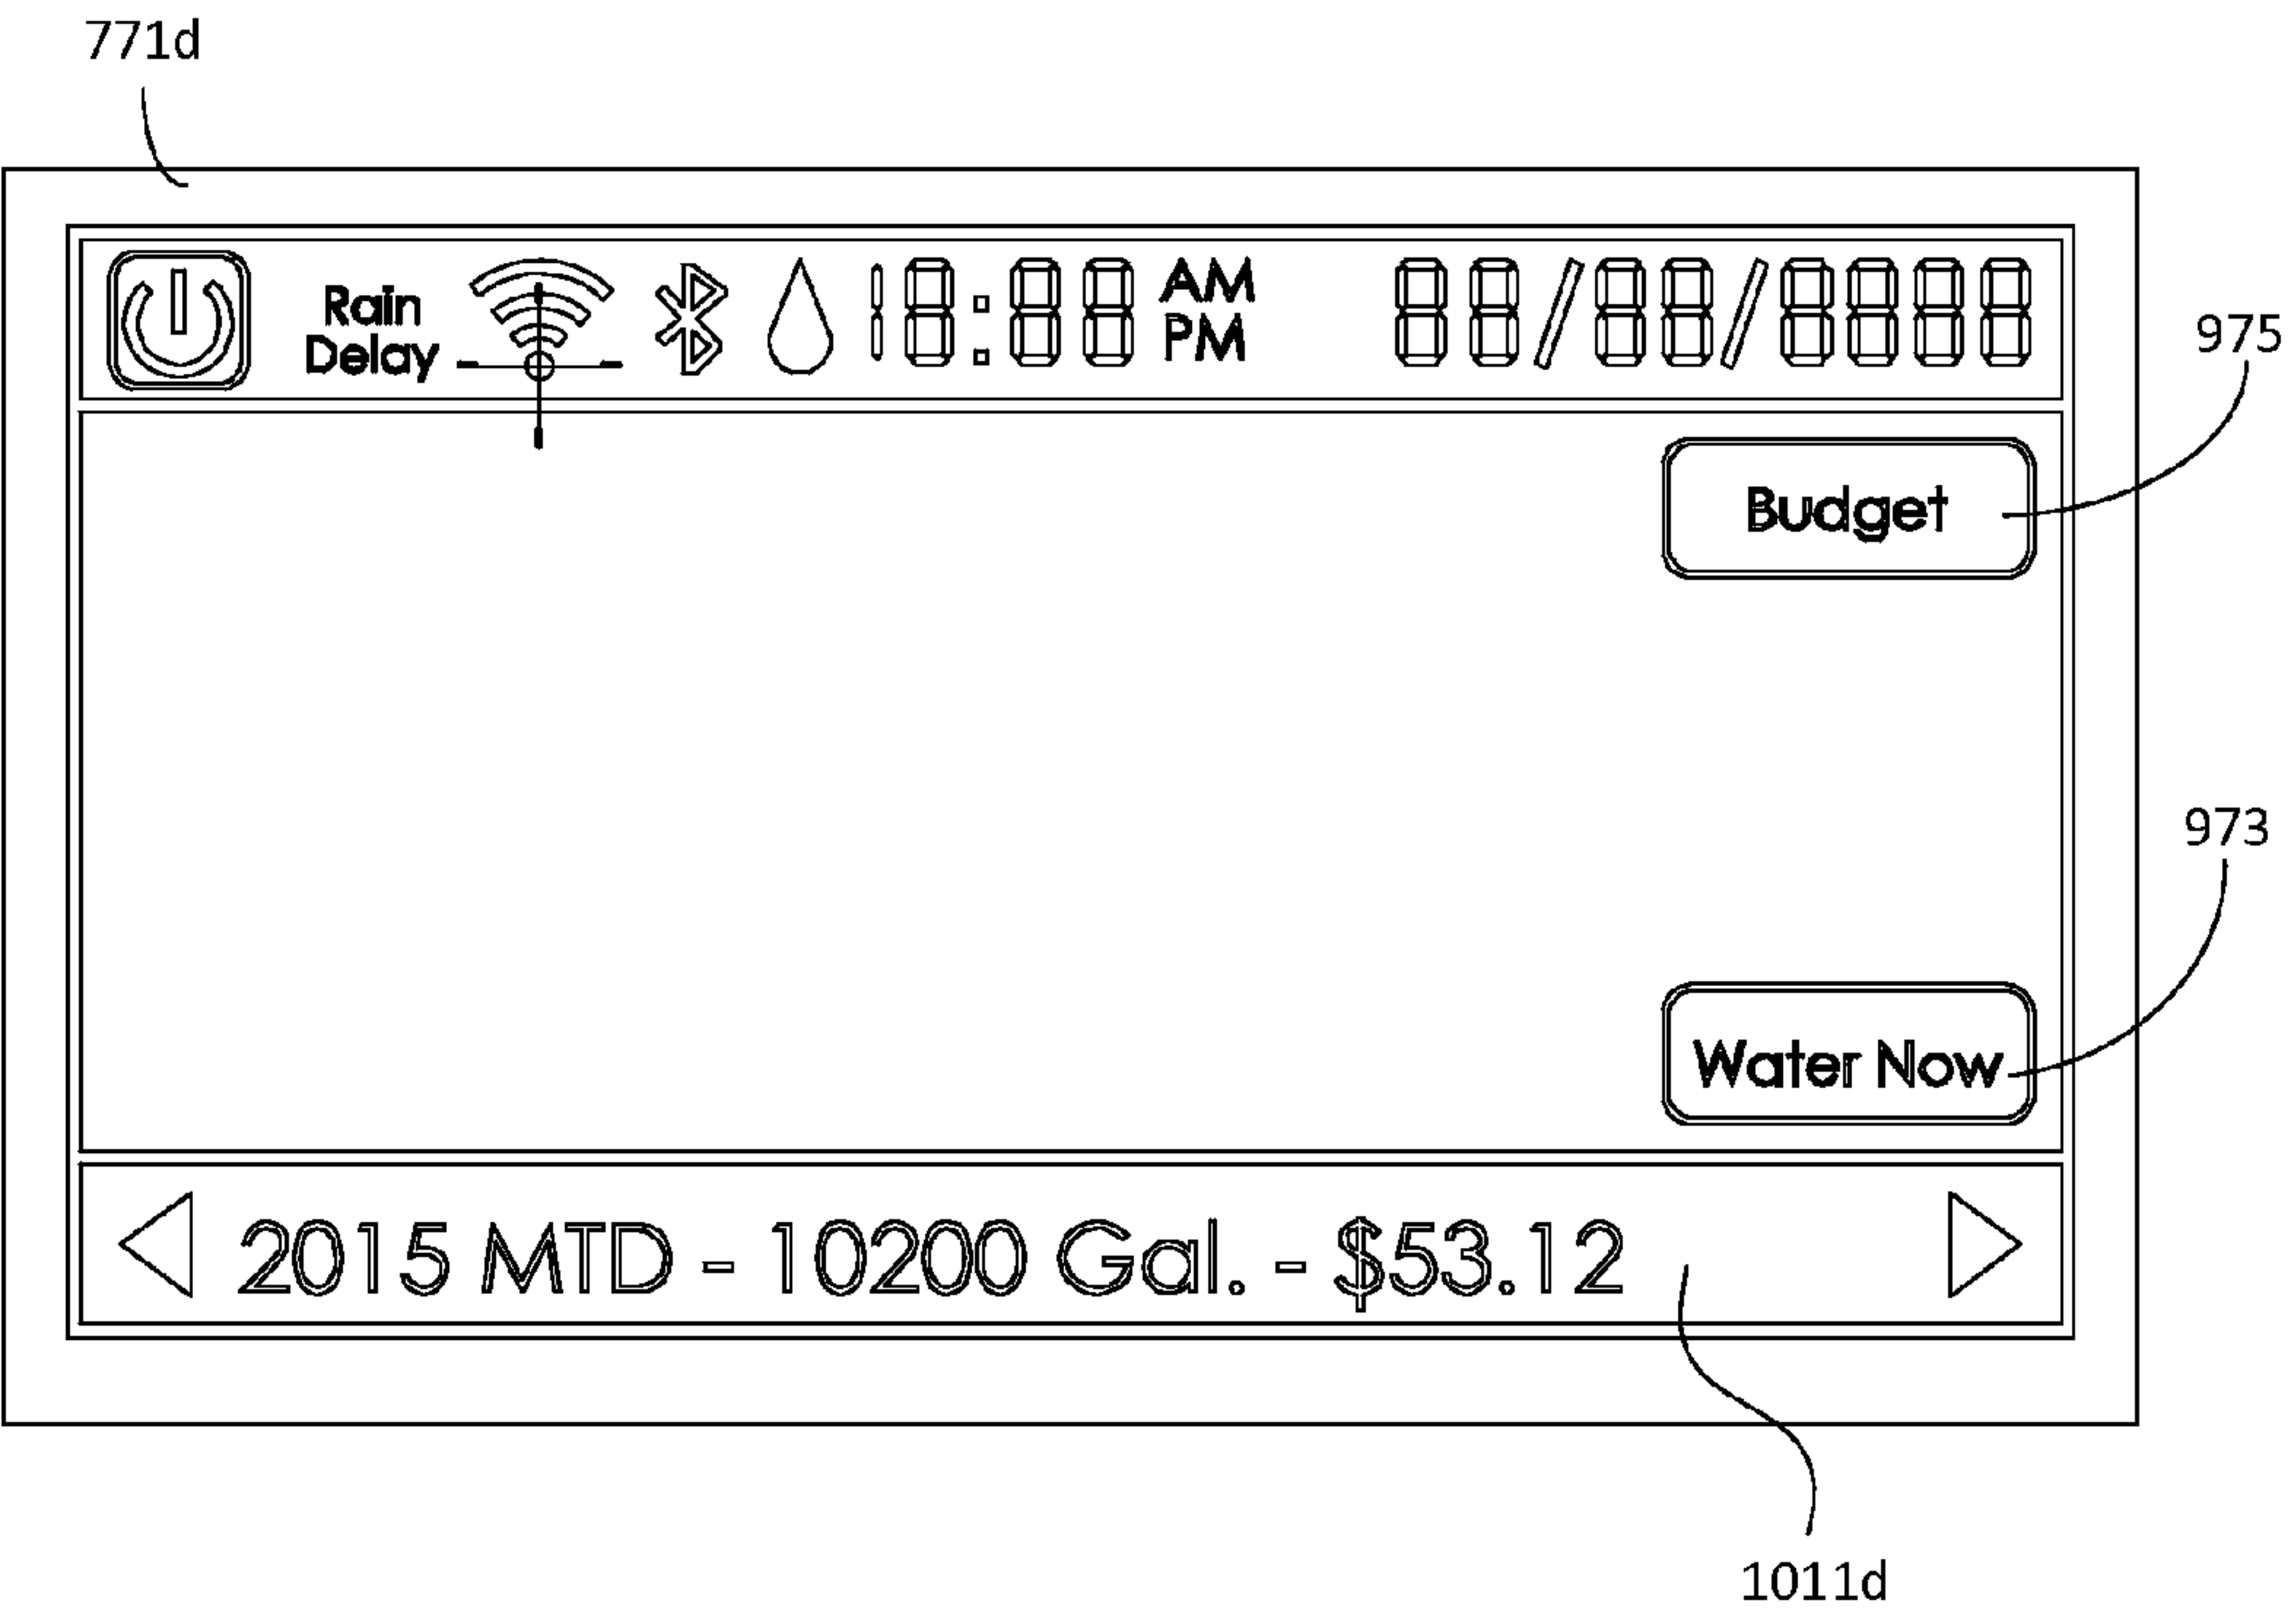 771d
Rain
Delay
18:88
AM
PM
88/88/8888
975
Budget
973
Water Now
2015 MTD - 10200 Gal. - $53.12
1011d